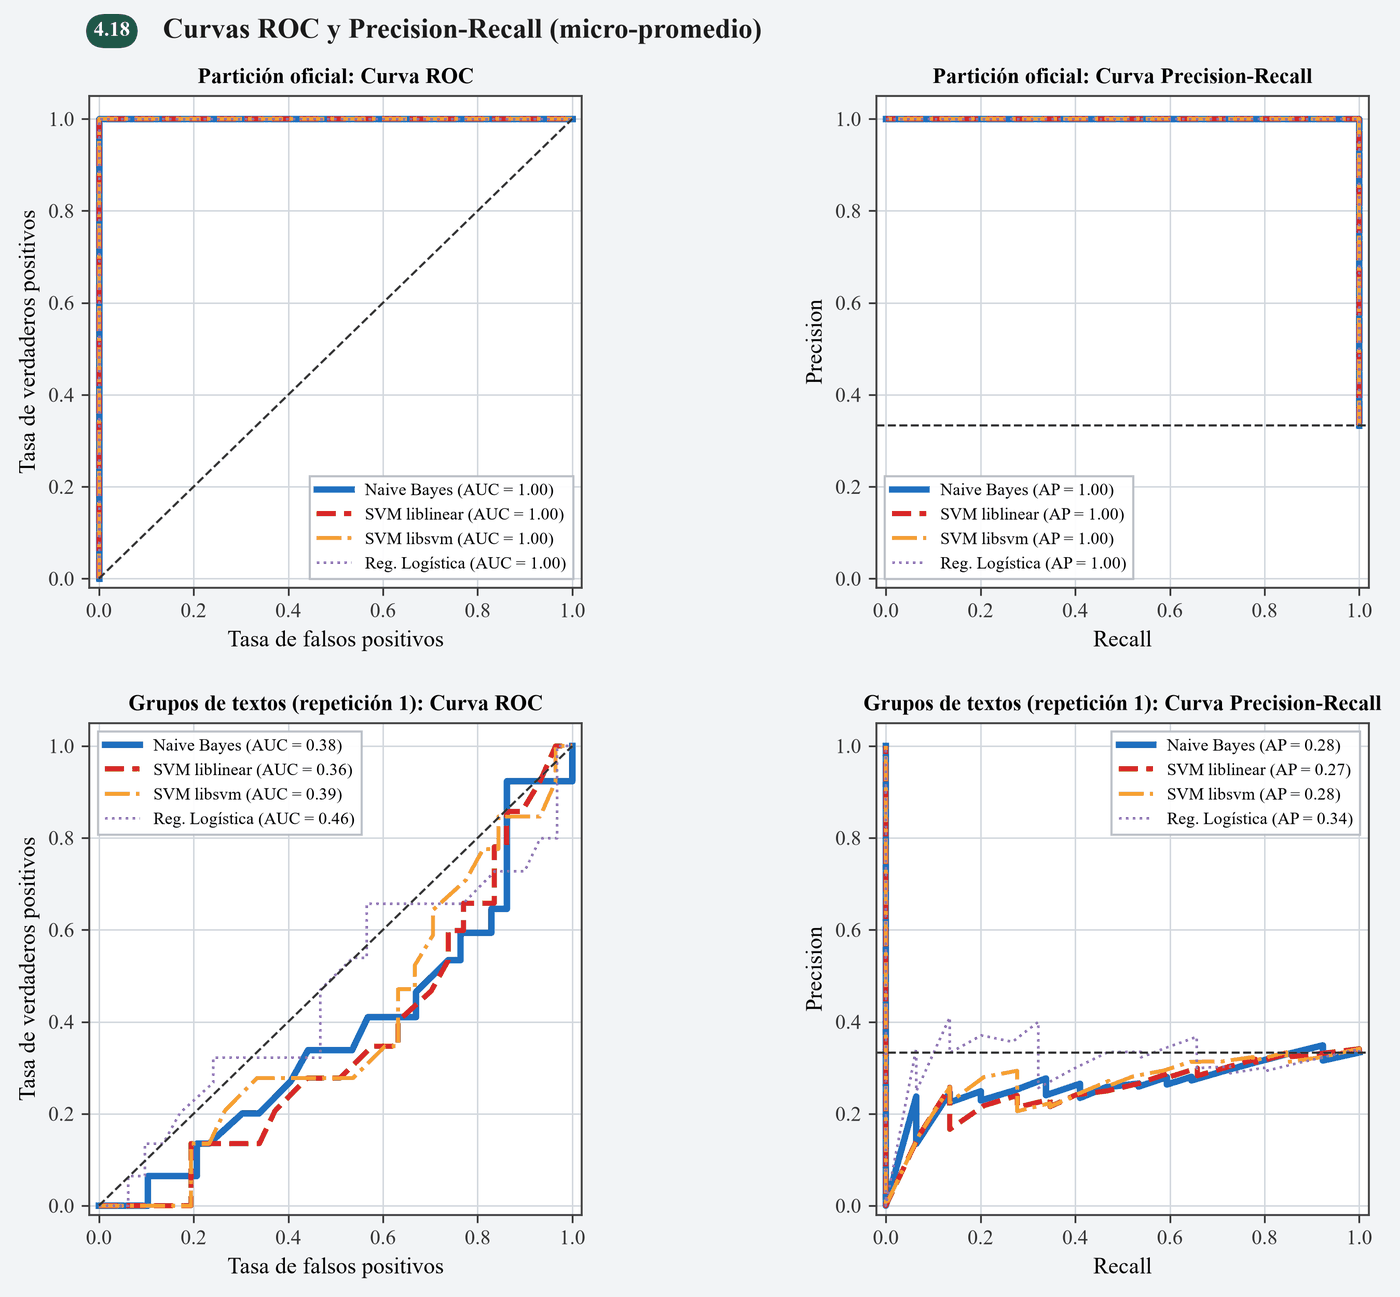 4.18 Curvas ROC y Precision-Recall (micro-promedio)
Partición oficial: Curva ROC
Tasa de verdaderos positivos
1.0
0.8
0.6
0.4
0.2
0.0
Naive Bayes (AUC = 1.00)
SVM liblinear (AUC = 1.00)
SVM libsvm (AUC = 1.00)
Reg. Logística (AUC = 1.00)
0.0 0.2 0.4 0.6 0.8 1.0
Tasa de falsos positivos
Partición oficial: Curva Precision-Recall
Precision
1.0
0.8
0.6
0.4
0.2
0.0
Naive Bayes (AP = 1.00)
SVM liblinear (AP = 1.00)
SVM libsvm (AP = 1.00)
Reg. Logística (AP = 1.00)
0.0 0.2 0.4 0.6 0.8 1.0
Recall
Grupos de textos (repetición 1): Curva ROC
Tasa de verdaderos positivos
1.0
0.8
0.6
0.4
0.2
0.0
Naive Bayes (AUC = 0.38)
SVM liblinear (AUC = 0.36)
SVM libsvm (AUC = 0.39)
Reg. Logística (AUC = 0.46)
0.0 0.2 0.4 0.6 0.8 1.0
Tasa de falsos positivos
Grupos de textos (repetición 1): Curva Precision-Recall
Precision
1.0
0.8
0.6
0.4
0.2
0.0
Naive Bayes (AP = 0.28)
SVM liblinear (AP = 0.27)
SVM libsvm (AP = 0.28)
Reg. Logística (AP = 0.34)
0.0 0.2 0.4 0.6 0.8 1.0
Recall